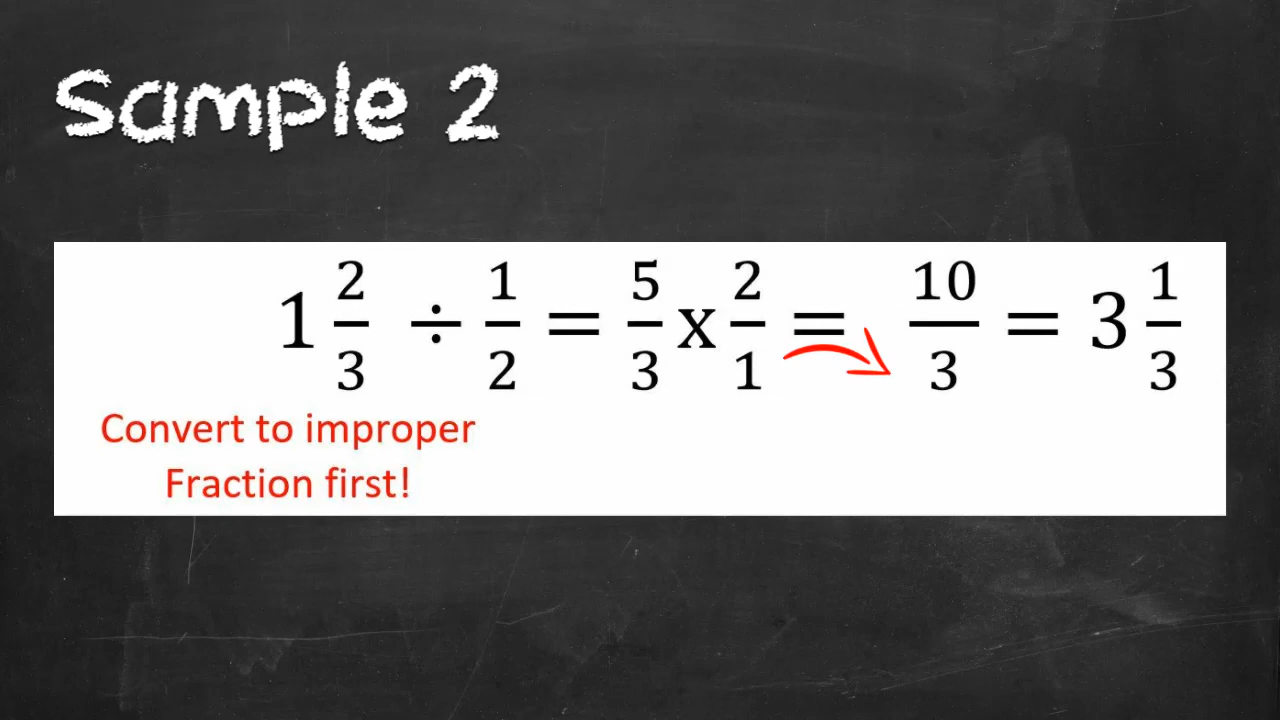 Sample 2
1 2/3 ÷ 1/2 = 5/3 x 2/1 = 10/3 = 3 1/3
Convert to improper
Fraction first!